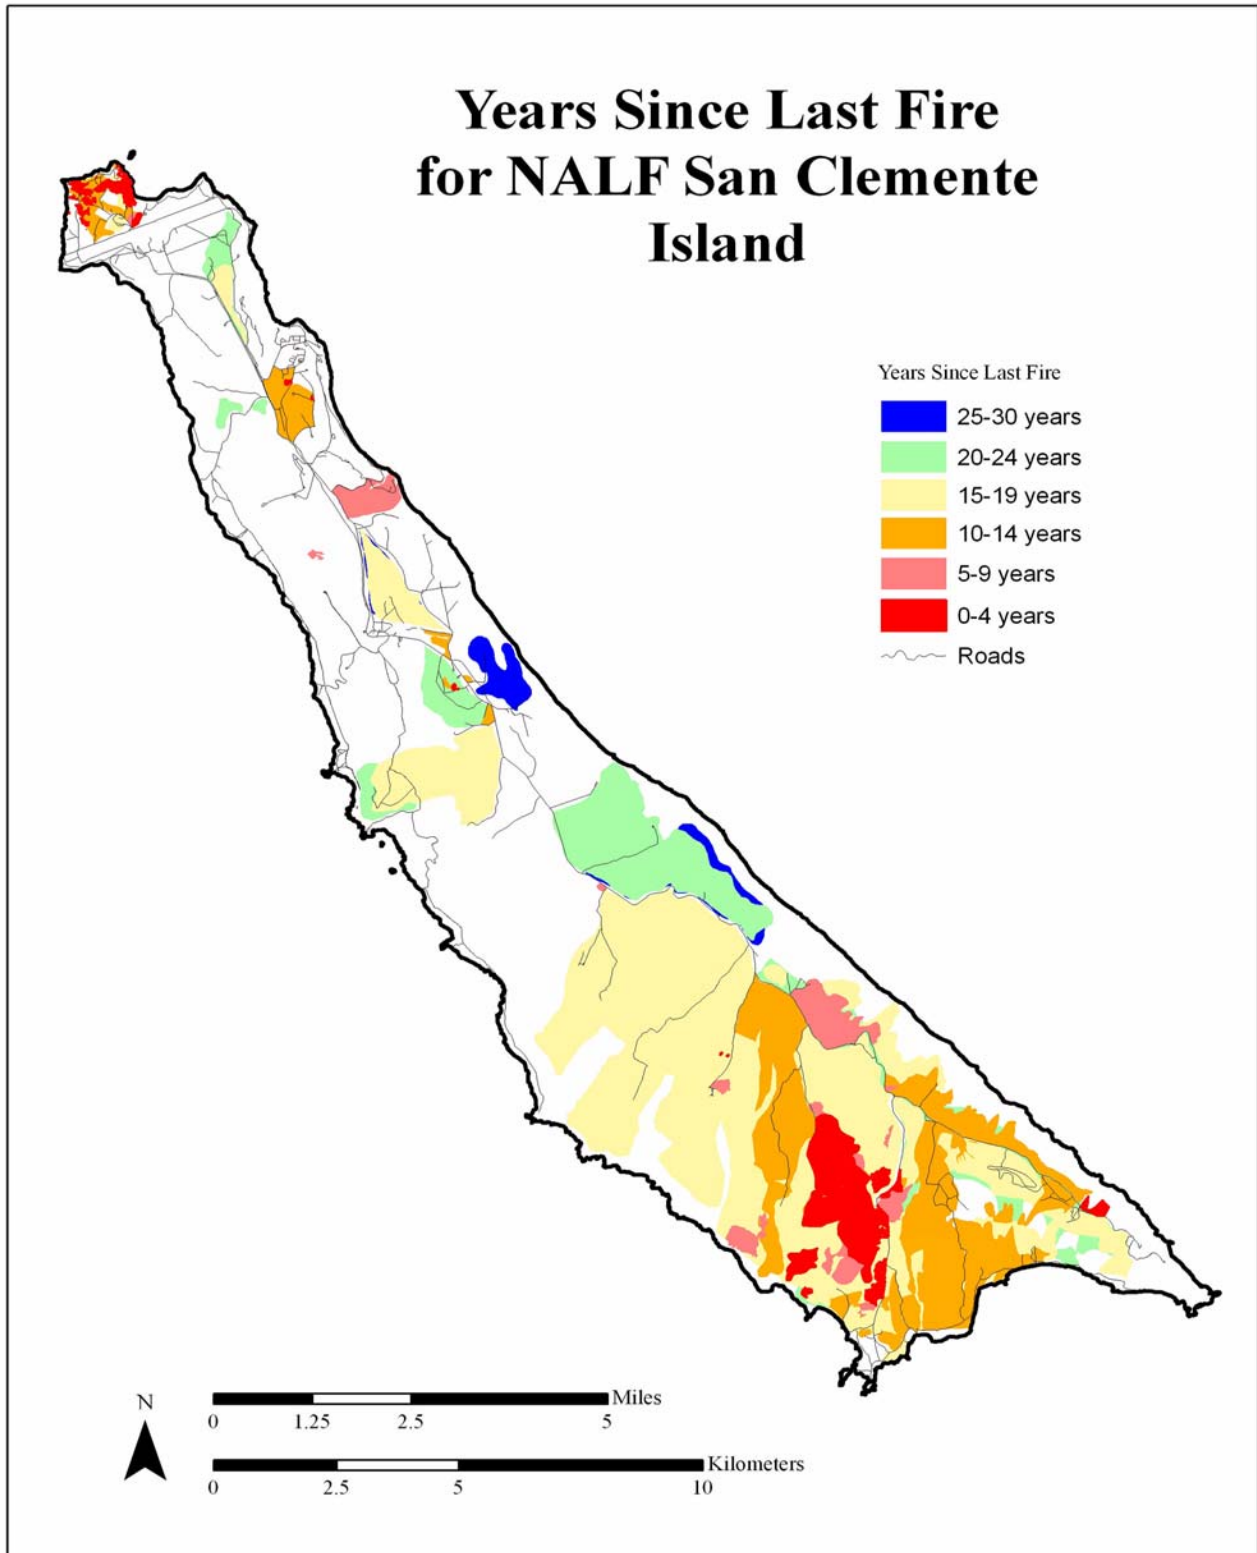 Years Since Last Fire
for NALF San Clemente
Island
Years Since Last Fire
25-30 years
20-24 years
15-19 years
10-14 years
5-9 years
0-4 years
Roads
N
Miles
0 1.25 2.5 5
Kilometers
0 2.5 5 10